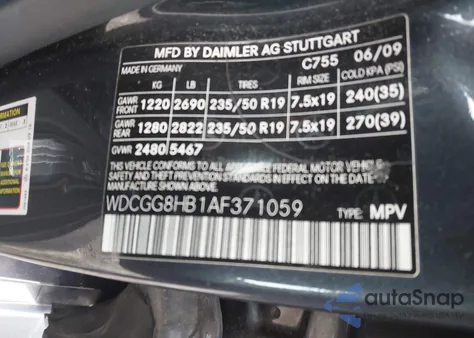 MFD BY DAIMLER AG STUTTGART
MADE IN GERMANY C755 06/09
KG LB TIRES RIM SIZE COLD KPA (PSI)
GAWR FRONT 1220 2690 235/50 R19 7.5x19 240(35)
GAWR REAR 1280 2822 235/50 R19 7.5x19 270(39)
GVWR 2480 5467
THIS VEHICLE CONFORMS TO ALL APPLICABLE FEDERAL MOTOR VEHICLE
SAFETY AND THEFT PREVENTION STANDARDS IN EFFECT ON THE DATE
OF MANUFACTURE SHOWN ABOVE.
WDCGG8HB1AF371059 TYPE: MPV
INFORMATION
autoSnap